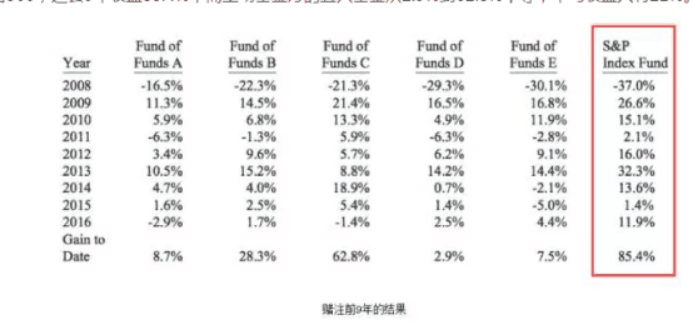 Fund of Fund of Fund of Fund of Fund of S&P
Year Funds A Funds B Funds C Funds D Funds E Index Fund
2008 -16.5% -22.3% -21.3% -29.3% -30.1% -37.0%
2009 11.3% 14.5% 21.4% 16.5% 16.8% 26.6%
2010 5.9% 6.8% 13.3% 4.9% 11.9% 15.1%
2011 -6.3% -1.3% 5.9% -6.3% -2.8% 2.1%
2012 3.4% 9.6% 5.7% 6.2% 9.1% 16.0%
2013 10.5% 15.2% 8.8% 14.2% 14.4% 32.3%
2014 4.7% 4.0% 18.9% 0.7% -2.1% 13.6%
2015 1.6% 2.5% 5.4% 1.4% -5.0% 1.4%
2016 -2.9% 1.7% -1.4% 2.5% 4.4% 11.9%
Gain to
Date 8.7% 28.3% 62.8% 2.9% 7.5% 85.4%
赌注前9年的结果